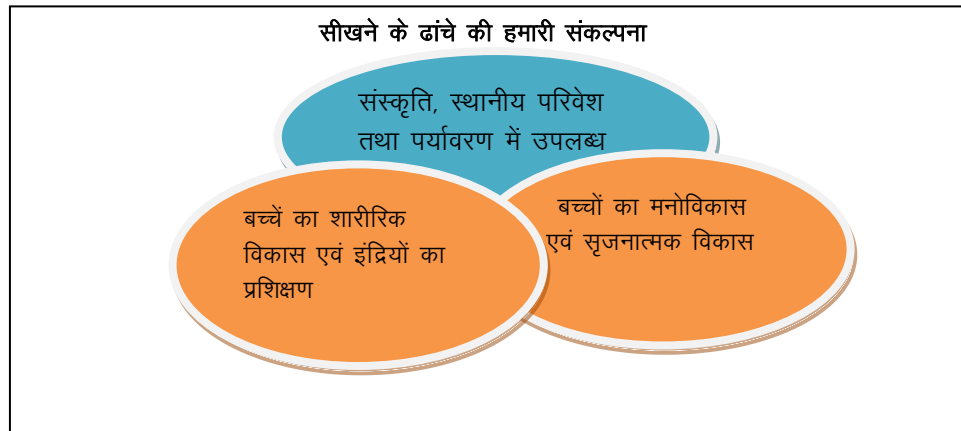 सीखने के ढांचे की हमारी संकल्पना
संस्कृति, स्थानीय परिवेश
तथा पर्यावरण में उपलब्ध
बच्चें का शारीरिक
विकास एवं इंद्रियों का
प्रशिक्षण
बच्चों का मनोविकास
एवं सृजनात्मक विकास